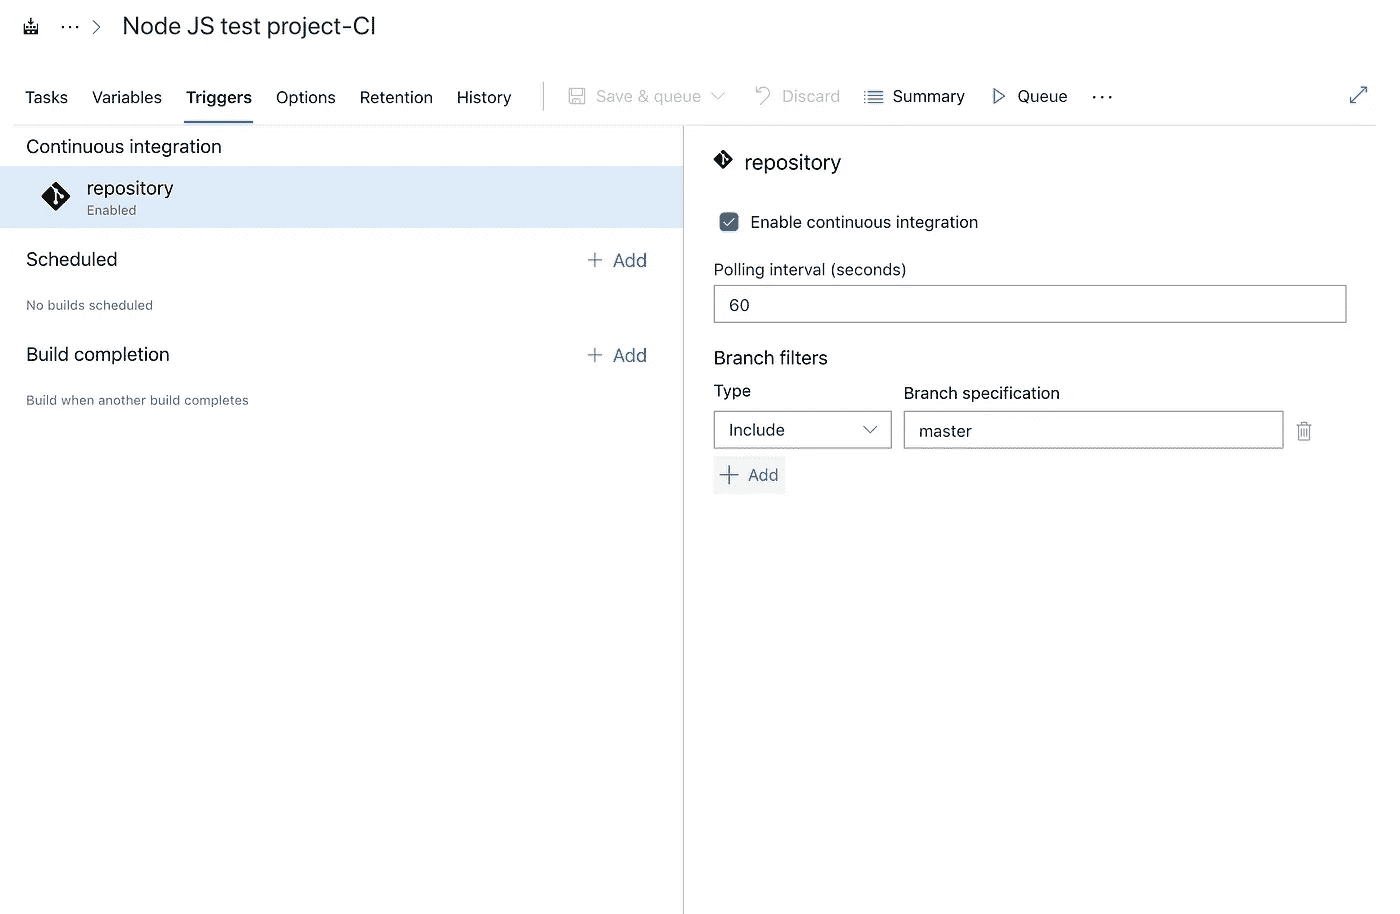 ··· > Node JS test project-CI
Tasks Variables Triggers Options Retention History Save & queue Discard Summary Queue ···
Continuous integration
repository
Enabled
Scheduled + Add
No builds scheduled
Build completion + Add
Build when another build completes
repository
Enable continuous integration
Polling interval (seconds)
60
Branch filters
Type Branch specification
Include master
+ Add